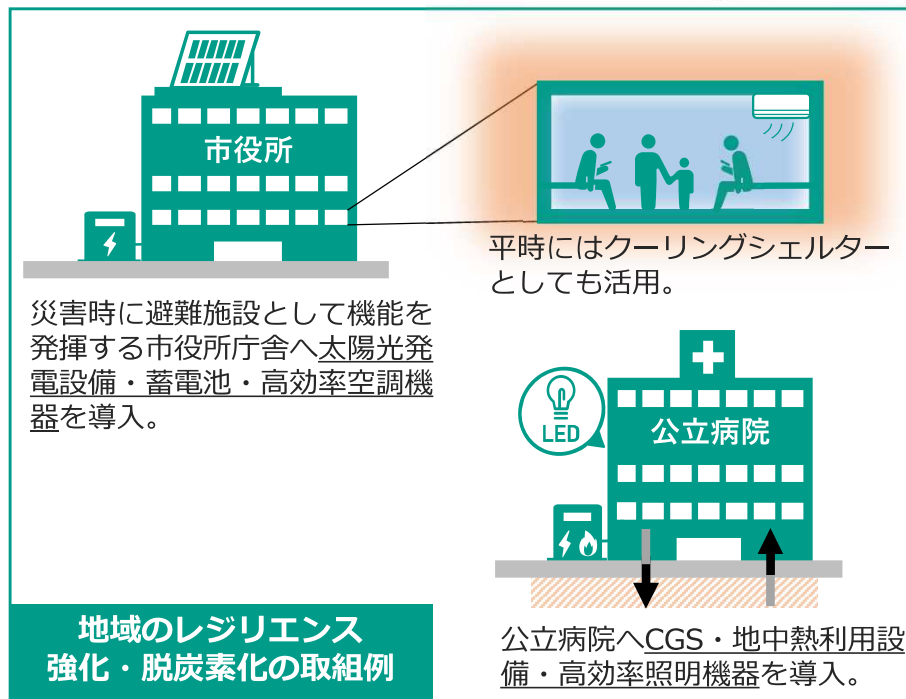 市役所
平時にはクーリングシェルター
としても活用。
災害時に避難施設として機能を
発揮する市役所庁舎へ太陽光発
電設備・蓄電池・高効率空調機
器を導入。
LED
公立病院
公立病院へCGS・地中熱利用設
備・高効率照明機器を導入。
地域のレジリエンス
強化・脱炭素化の取組例